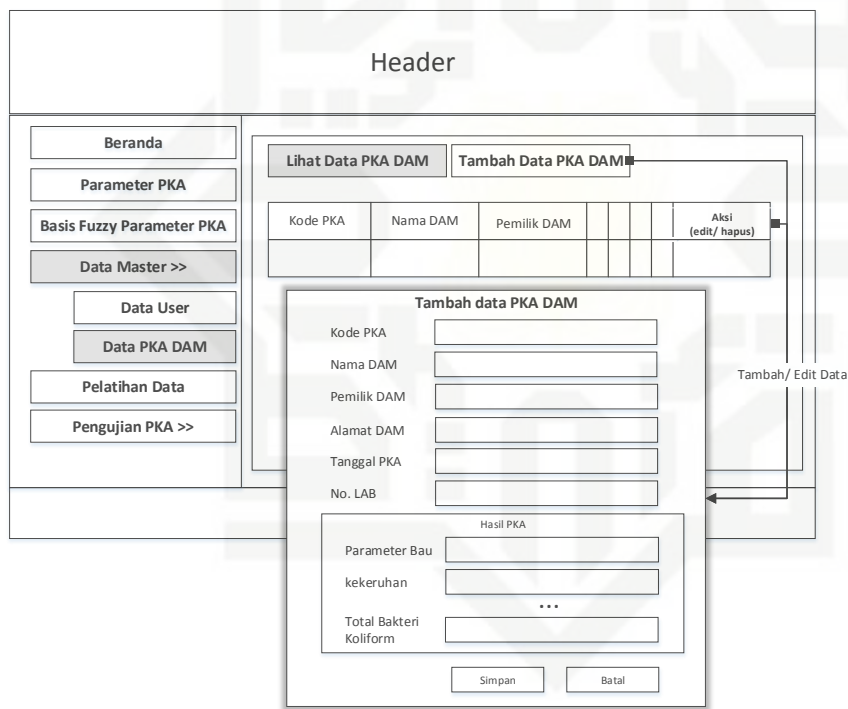 Header
Beranda
Parameter PKA
Basis Fuzzy Parameter PKA
Data Master >>
Data User
Data PKA DAM
Pelatihan Data
Pengujian PKA >>
Lihat Data PKA DAM
Tambah Data PKA DAM
Kode PKA
Nama DAM
Pemilik DAM
Aksi
(edit/ hapus)
Tambah data PKA DAM
Kode PKA
Nama DAM
Pemilik DAM
Alamat DAM
Tanggal PKA
No. LAB
Hasil PKA
Parameter Bau
kekeruhan
...
Total Bakteri
Koliform
Simpan
Batal
Tambah/ Edit Data